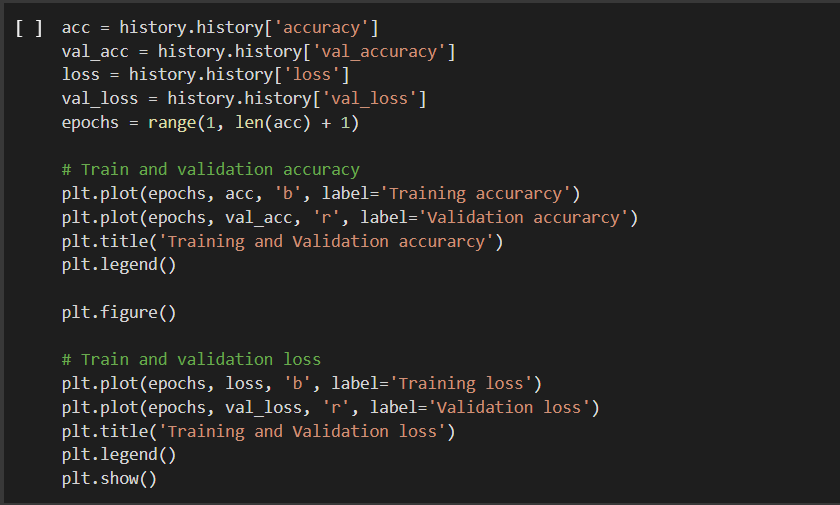 [ ] acc = history.history['accuracy']
val_acc = history.history['val_accuracy']
loss = history.history['loss']
val_loss = history.history['val_loss']
epochs = range(1, len(acc) + 1)
# Train and validation accuracy
plt.plot(epochs, acc, 'b', label='Training accurarcy')
plt.plot(epochs, val_acc, 'r', label='Validation accurarcy')
plt.title('Training and Validation accurarcy')
plt.legend()
plt.figure()
# Train and validation loss
plt.plot(epochs, loss, 'b', label='Training loss')
plt.plot(epochs, val_loss, 'r', label='Validation loss')
plt.title('Training and Validation loss')
plt.legend()
plt.show()